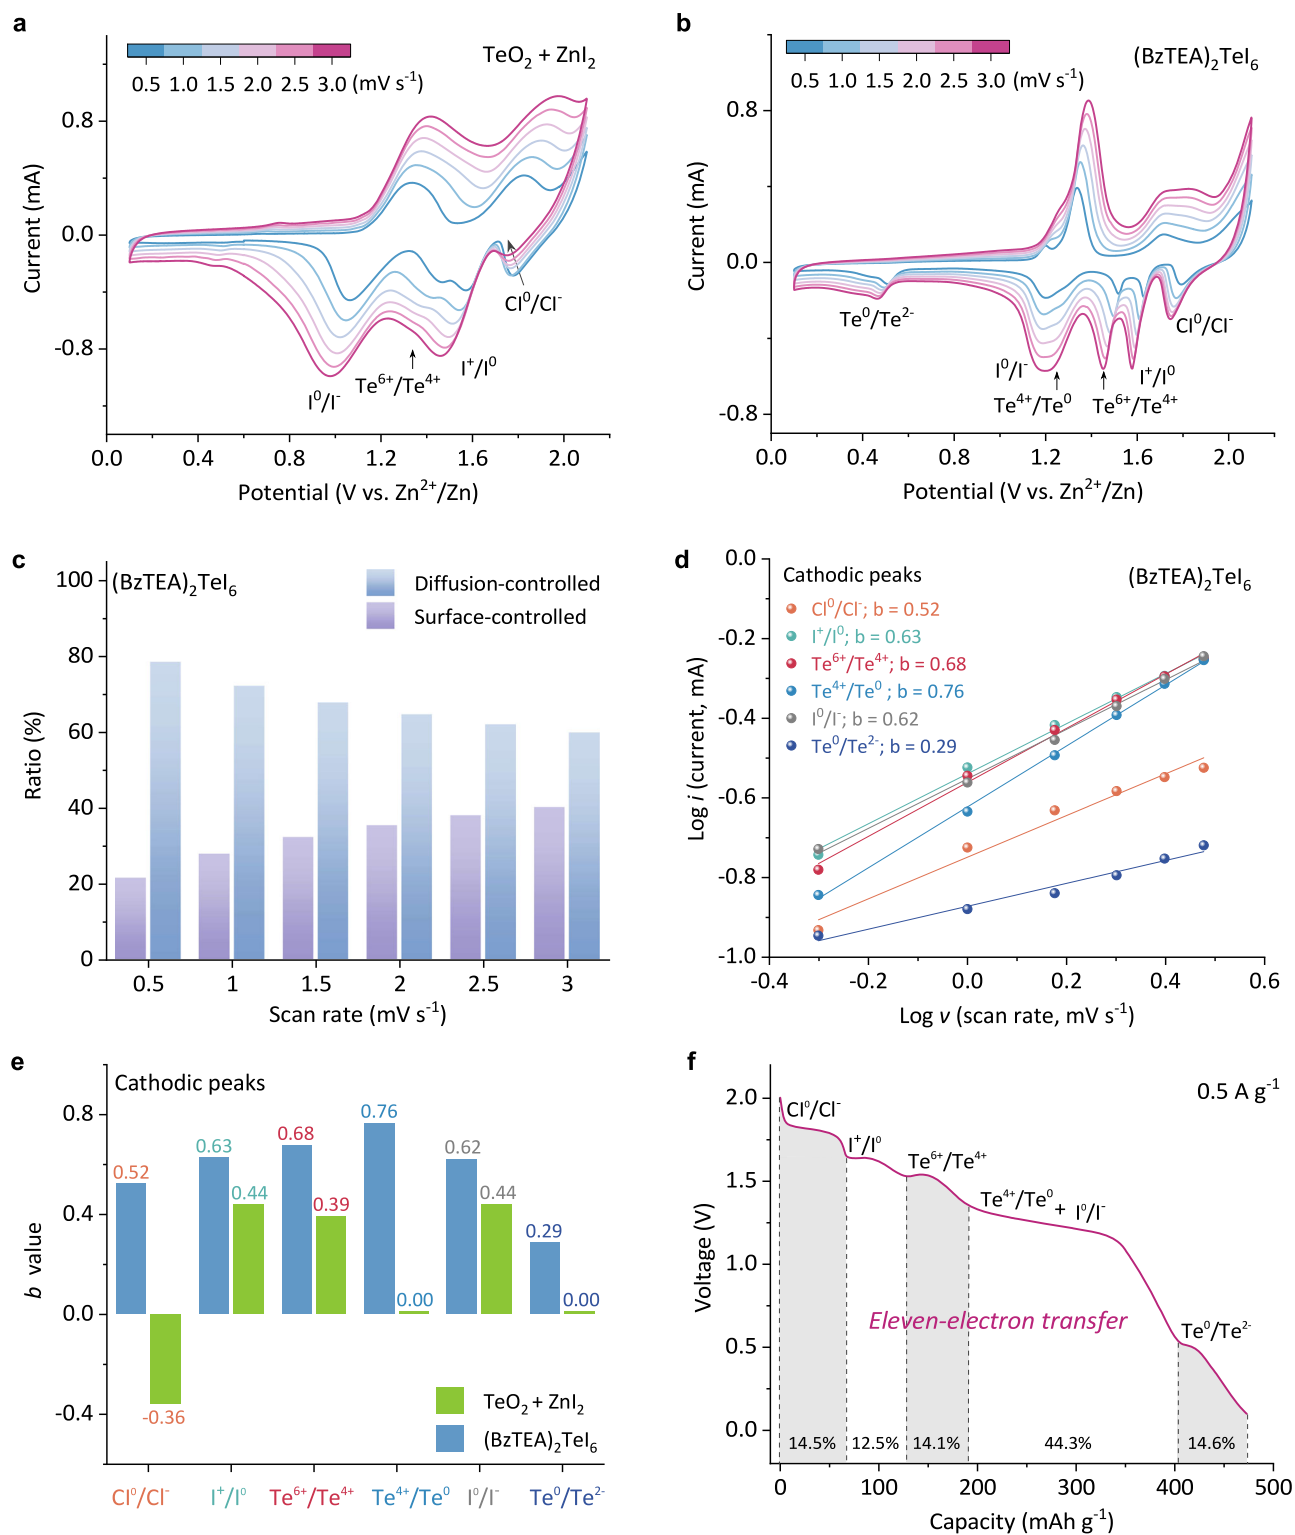 a
0.5 1.0 1.5 2.0 2.5 3.0 (mV s⁻¹)
TeO₂ + ZnI₂
Current (mA)
0.8
0.0
-0.8
Cl⁰/Cl⁻
I⁺/I⁰
Te⁶⁺/Te⁴⁺
I⁰/I⁻
0.0 0.4 0.8 1.2 1.6 2.0
Potential (V vs. Zn²⁺/Zn)
b
0.5 1.0 1.5 2.0 2.5 3.0 (mV s⁻¹)
(BzTEA)₂TeI₆
Current (mA)
0.8
0.0
-0.8
Te⁰/Te²⁻
Cl⁰/Cl⁻
I⁰/I⁻
I⁺/I⁰
Te⁴⁺/Te⁰
Te⁶⁺/Te⁴⁺
0.0 0.4 0.8 1.2 1.6 2.0
Potential (V vs. Zn²⁺/Zn)
c
(BzTEA)₂TeI₆
Diffusion-controlled
Surface-controlled
Ratio (%)
100
80
60
40
20
0
0.5 1 1.5 2 2.5 3
Scan rate (mV s⁻¹)
d
Cathodic peaks
(BzTEA)₂TeI₆
Cl⁰/Cl⁻; b = 0.52
I⁺/I⁰; b = 0.63
Te⁶⁺/Te⁴⁺; b = 0.68
Te⁴⁺/Te⁰ ; b = 0.76
I⁰/I⁻; b = 0.62
Te⁰/Te²⁻; b = 0.29
Log i (current, mA)
0.0
-0.2
-0.4
-0.6
-0.8
-1.0
-0.4 -0.2 0.0 0.2 0.4 0.6
Log v (scan rate, mV s⁻¹)
e
Cathodic peaks
b value
0.8
0.4
0.0
-0.4
0.52
-0.36
0.63
0.44
0.68
0.39
0.76
0.00
0.62
0.44
0.29
0.00
TeO₂ + ZnI₂
(BzTEA)₂TeI₆
Cl⁰/Cl⁻ I⁺/I⁰ Te⁶⁺/Te⁴⁺ Te⁴⁺/Te⁰ I⁰/I⁻ Te⁰/Te²⁻
f
0.5 A g⁻¹
Voltage (V)
2.0
1.5
1.0
0.5
0.0
Cl⁰/Cl⁻
I⁺/I⁰
Te⁶⁺/Te⁴⁺
Te⁴⁺/Te⁰ + I⁰/I⁻
Eleven-electron transfer
Te⁰/Te²⁻
14.5% 12.5% 14.1% 44.3% 14.6%
0 100 200 300 400 500
Capacity (mAh g⁻¹)